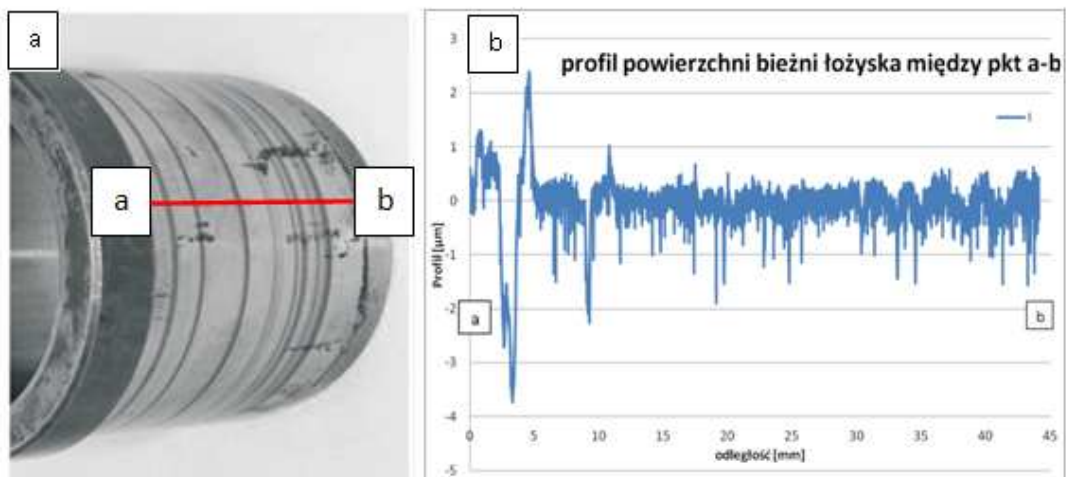 a
a
b
b
profil powierzchni bieżni łożyska między pkt a-b
3
2
1
0
-1
-2
-3
-4
-5
Profil [μm]
a
b
0 5 10 15 20 25 30 35 40 45
odległość [mm]